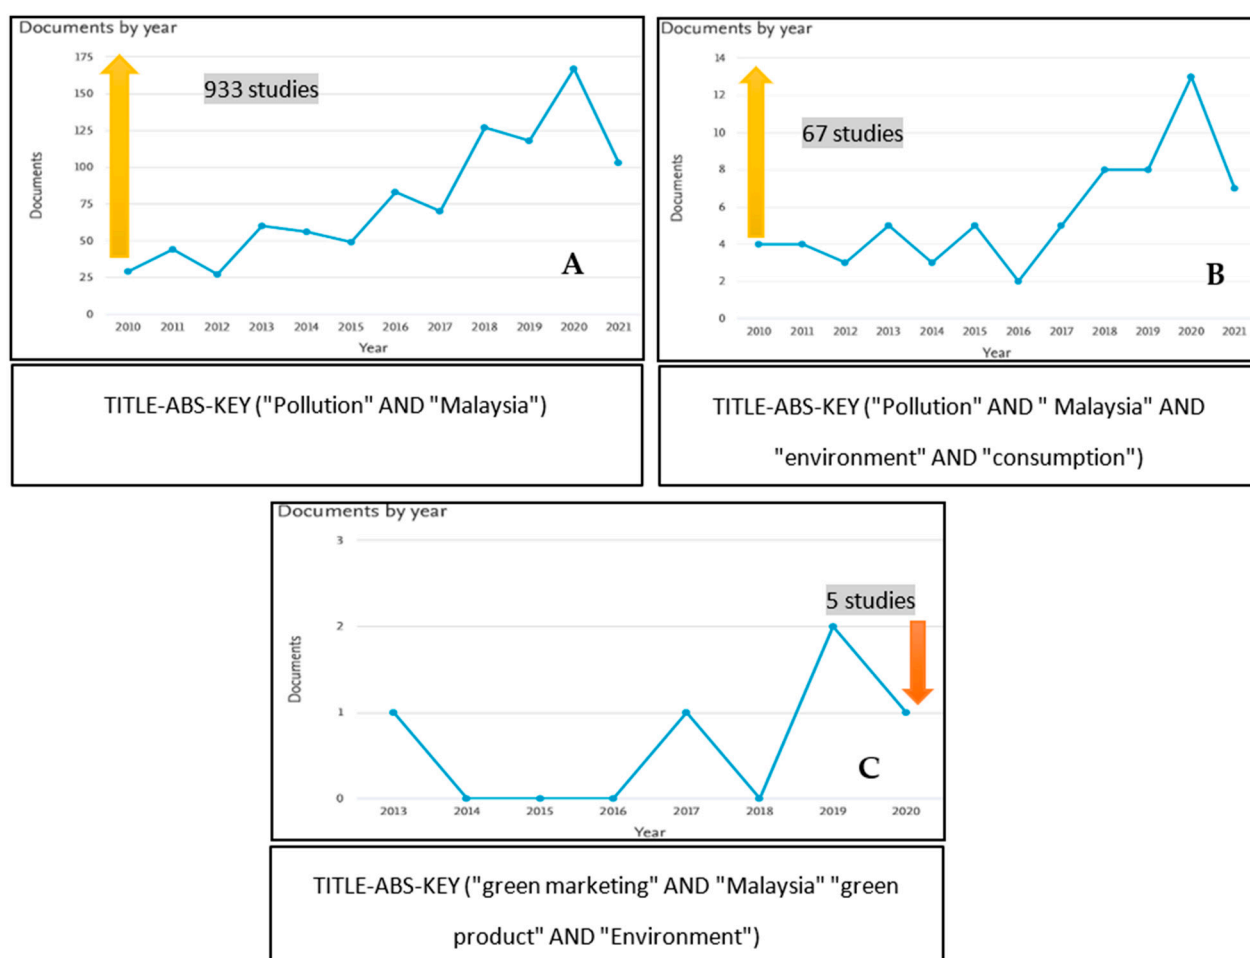 Documents by year
175
150
125
100
75
50
25
0
Documents
933 studies
A
2010 2011 2012 2013 2014 2015 2016 2017 2018 2019 2020 2021
Year
TITLE-ABS-KEY ("Pollution" AND "Malaysia")
Documents by year
14
12
10
8
6
4
2
0
Documents
67 studies
B
2010 2011 2012 2013 2014 2015 2016 2017 2018 2019 2020 2021
Year
TITLE-ABS-KEY ("Pollution" AND " Malaysia" AND
"environment" AND "consumption")
Documents by year
3
2
1
0
Documents
5 studies
C
2013 2014 2015 2016 2017 2018 2019 2020
Year
TITLE-ABS-KEY ("green marketing" AND "Malaysia" "green
product" AND "Environment")